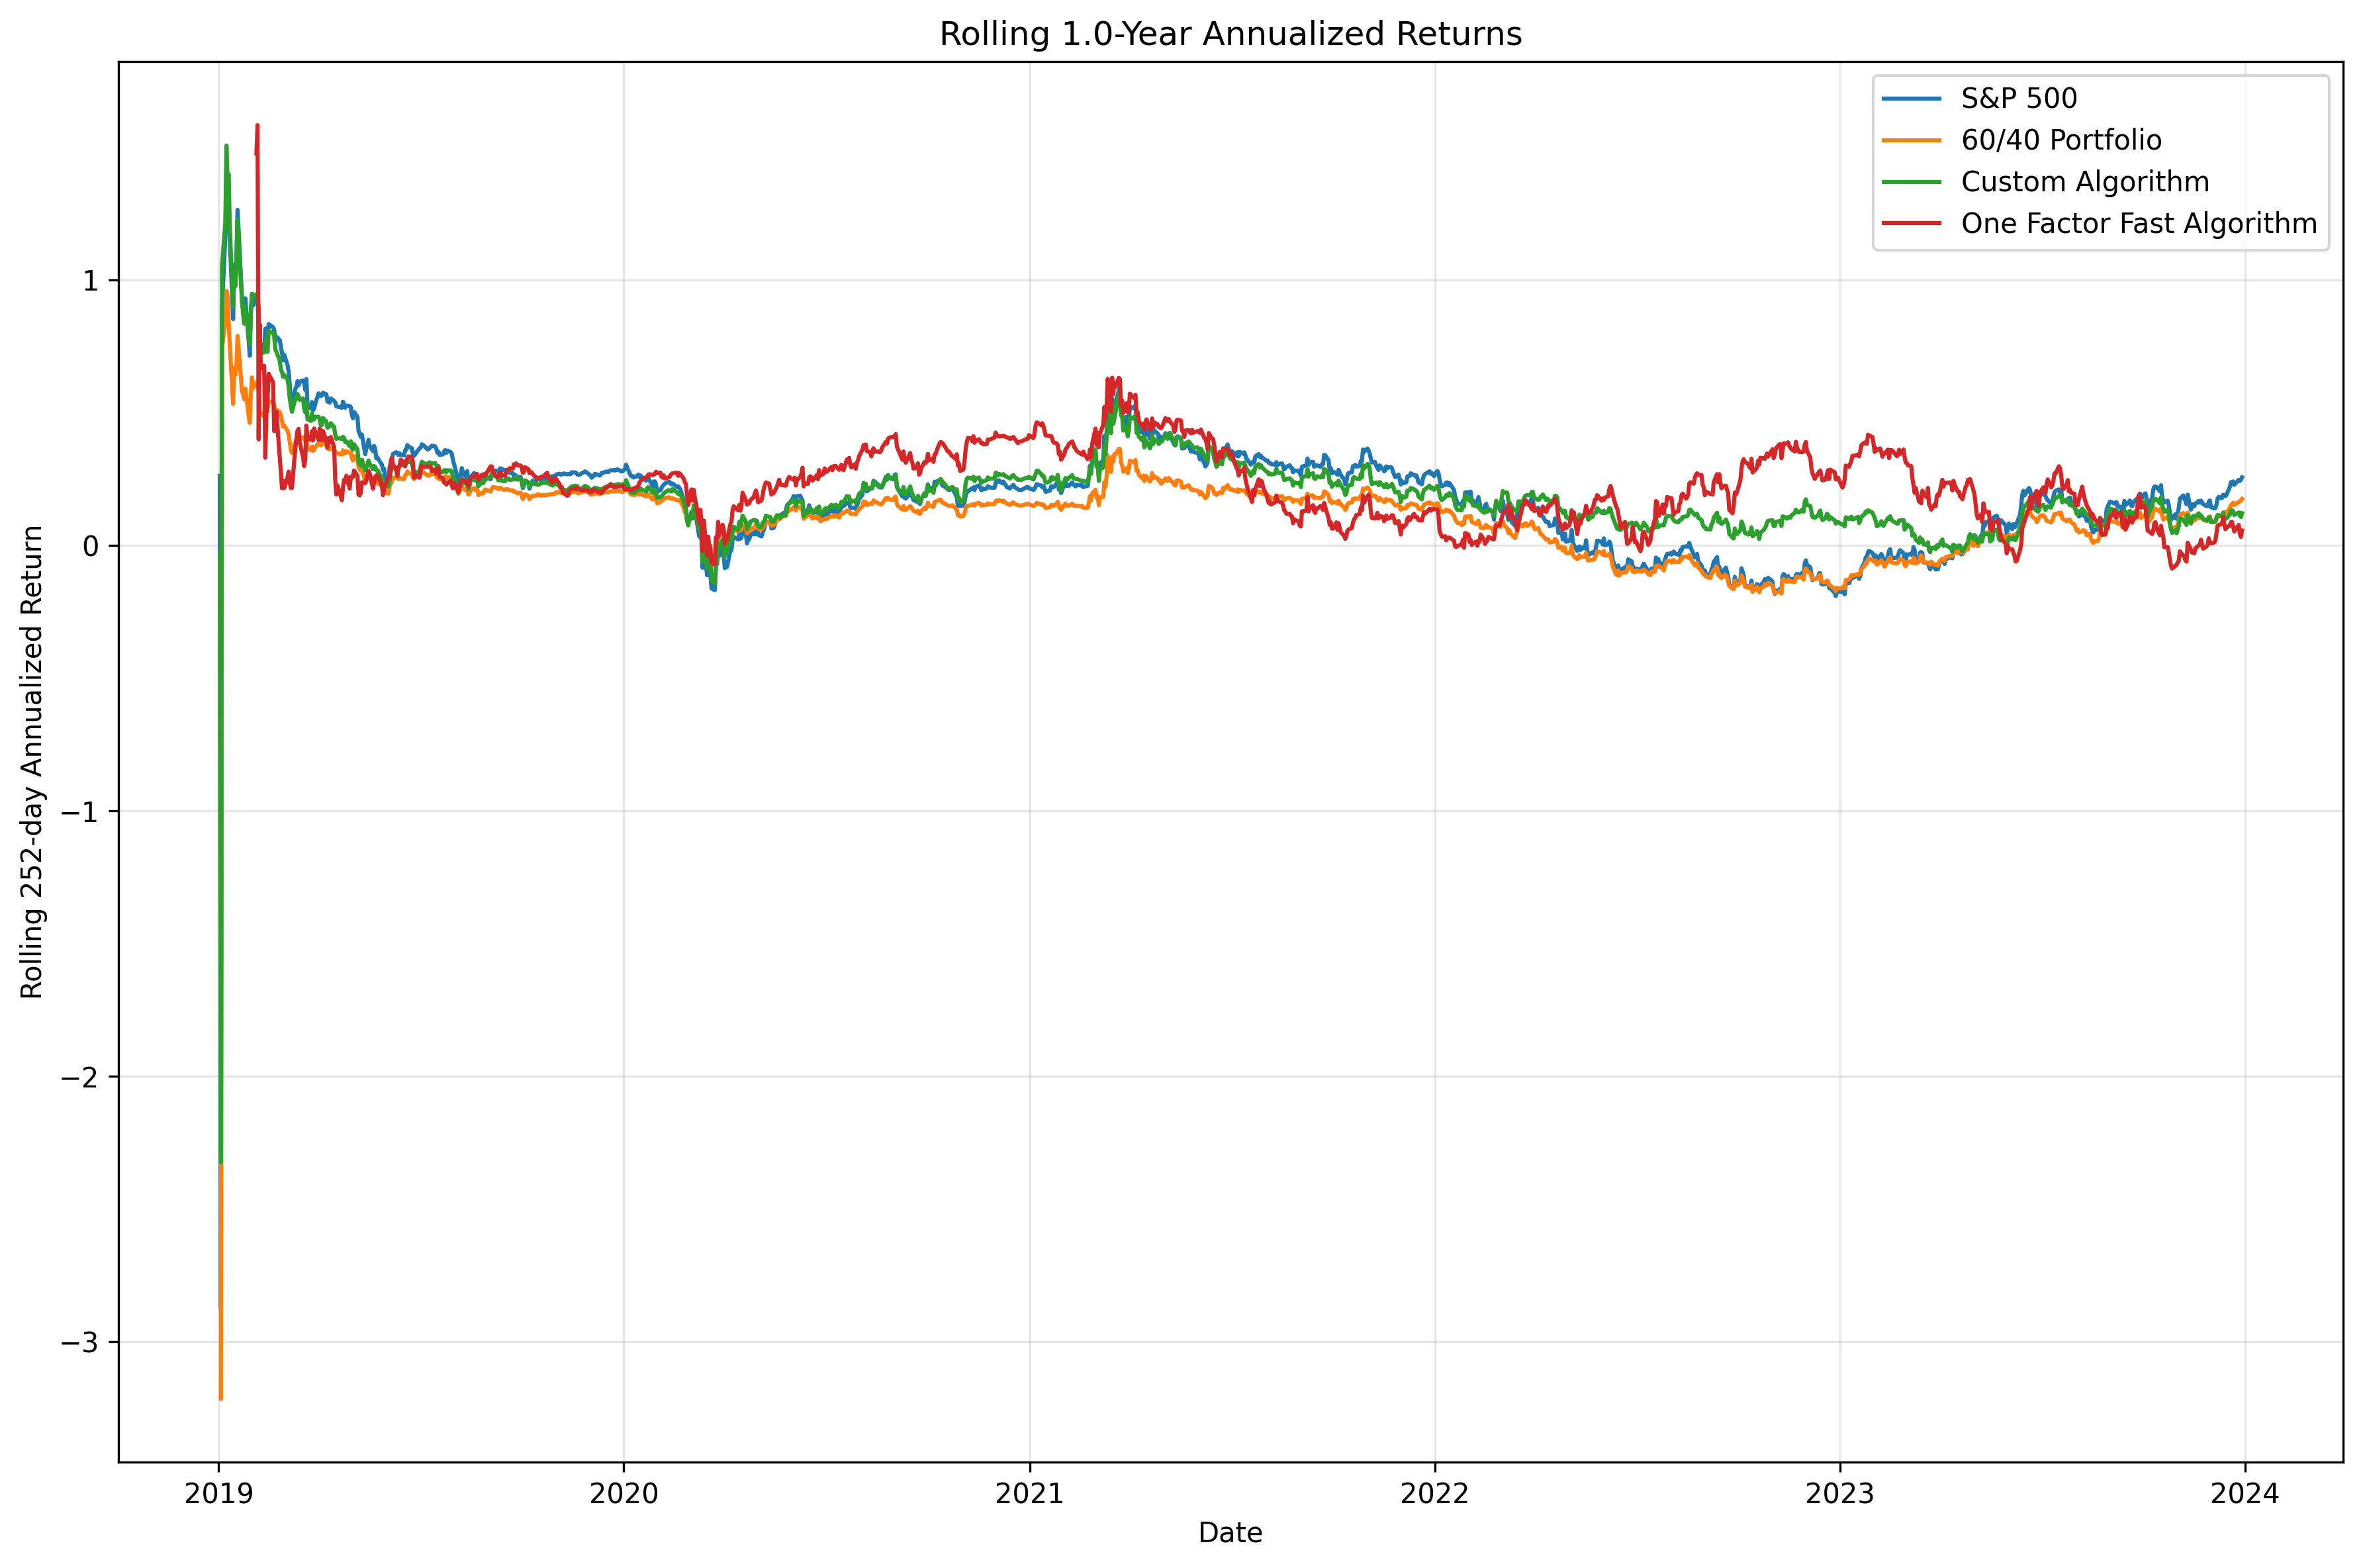 Rolling 1.0-Year Annualized Returns
S&P 500
60/40 Portfolio
Custom Algorithm
One Factor Fast Algorithm
Rolling 252-day Annualized Return
1
0
−1
−2
−3
2019
2020
2021
2022
2023
2024
Date